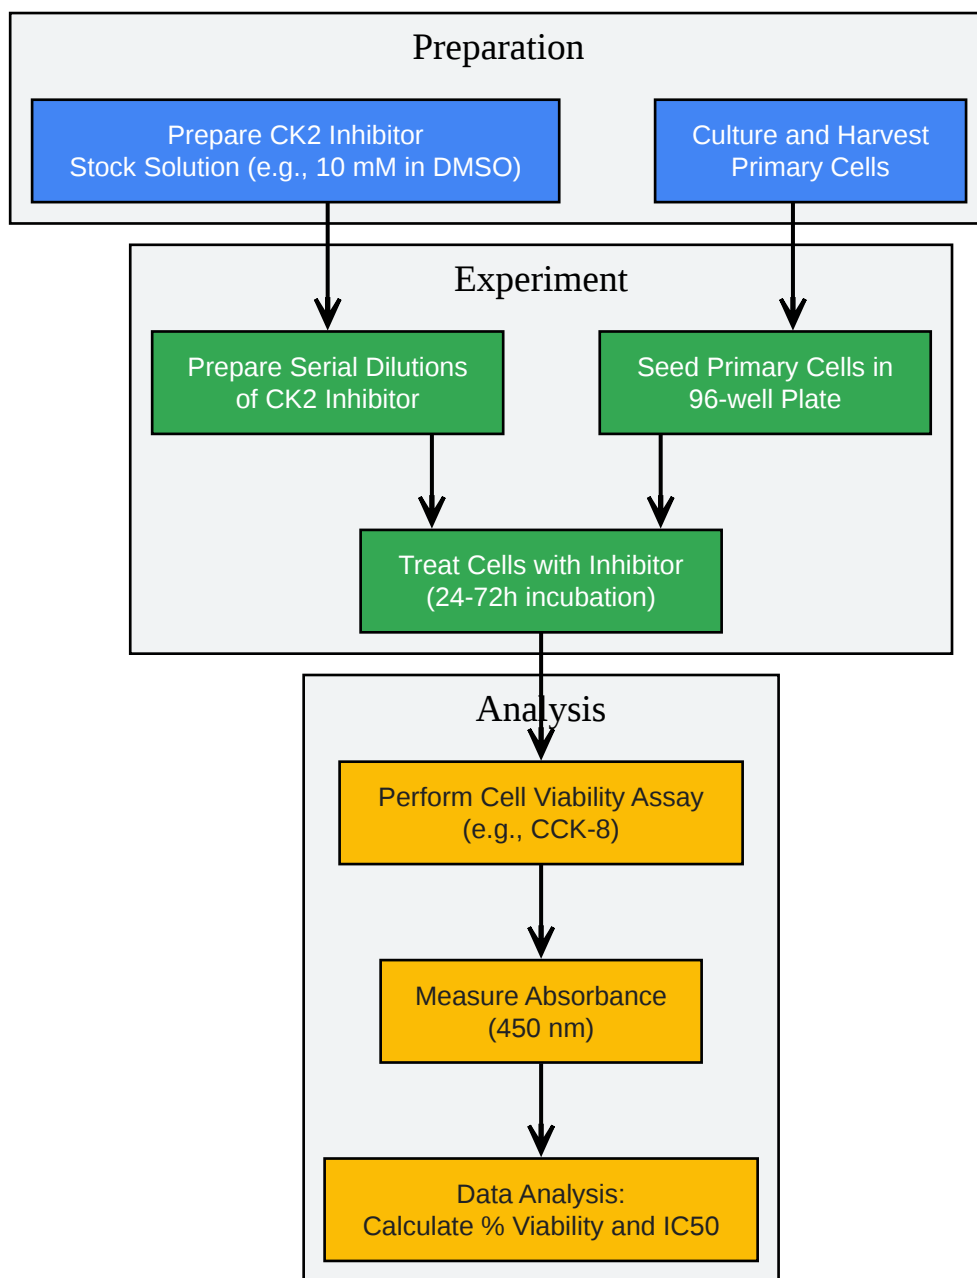 Preparation
Prepare CK2 Inhibitor
Stock Solution (e.g., 10 mM in DMSO)
Culture and Harvest
Primary Cells
Experiment
Prepare Serial Dilutions
of CK2 Inhibitor
Seed Primary Cells in
96-well Plate
Treat Cells with Inhibitor
(24-72h incubation)
Analysis
Perform Cell Viability Assay
(e.g., CCK-8)
Measure Absorbance
(450 nm)
Data Analysis:
Calculate % Viability and IC50